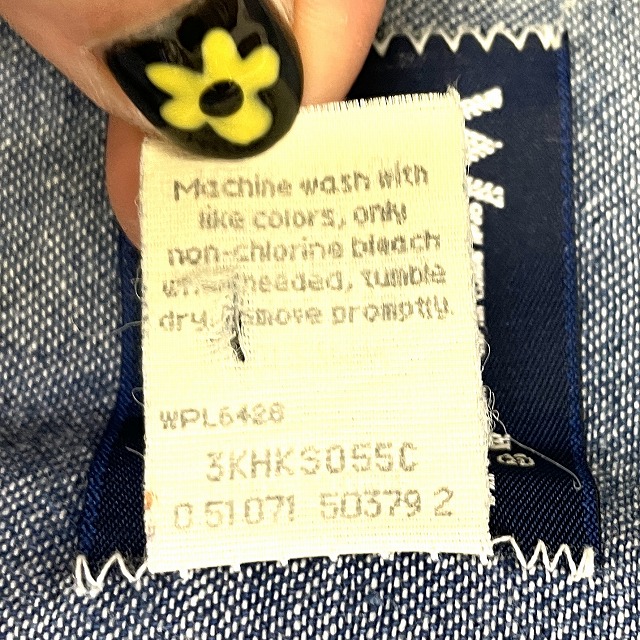 Machine wash with
like colors, only
non-chlorine bleach
when needed, tumble
dry. Remove promptly.
WPL6428
3KHKS055C
0 51071 50379 2